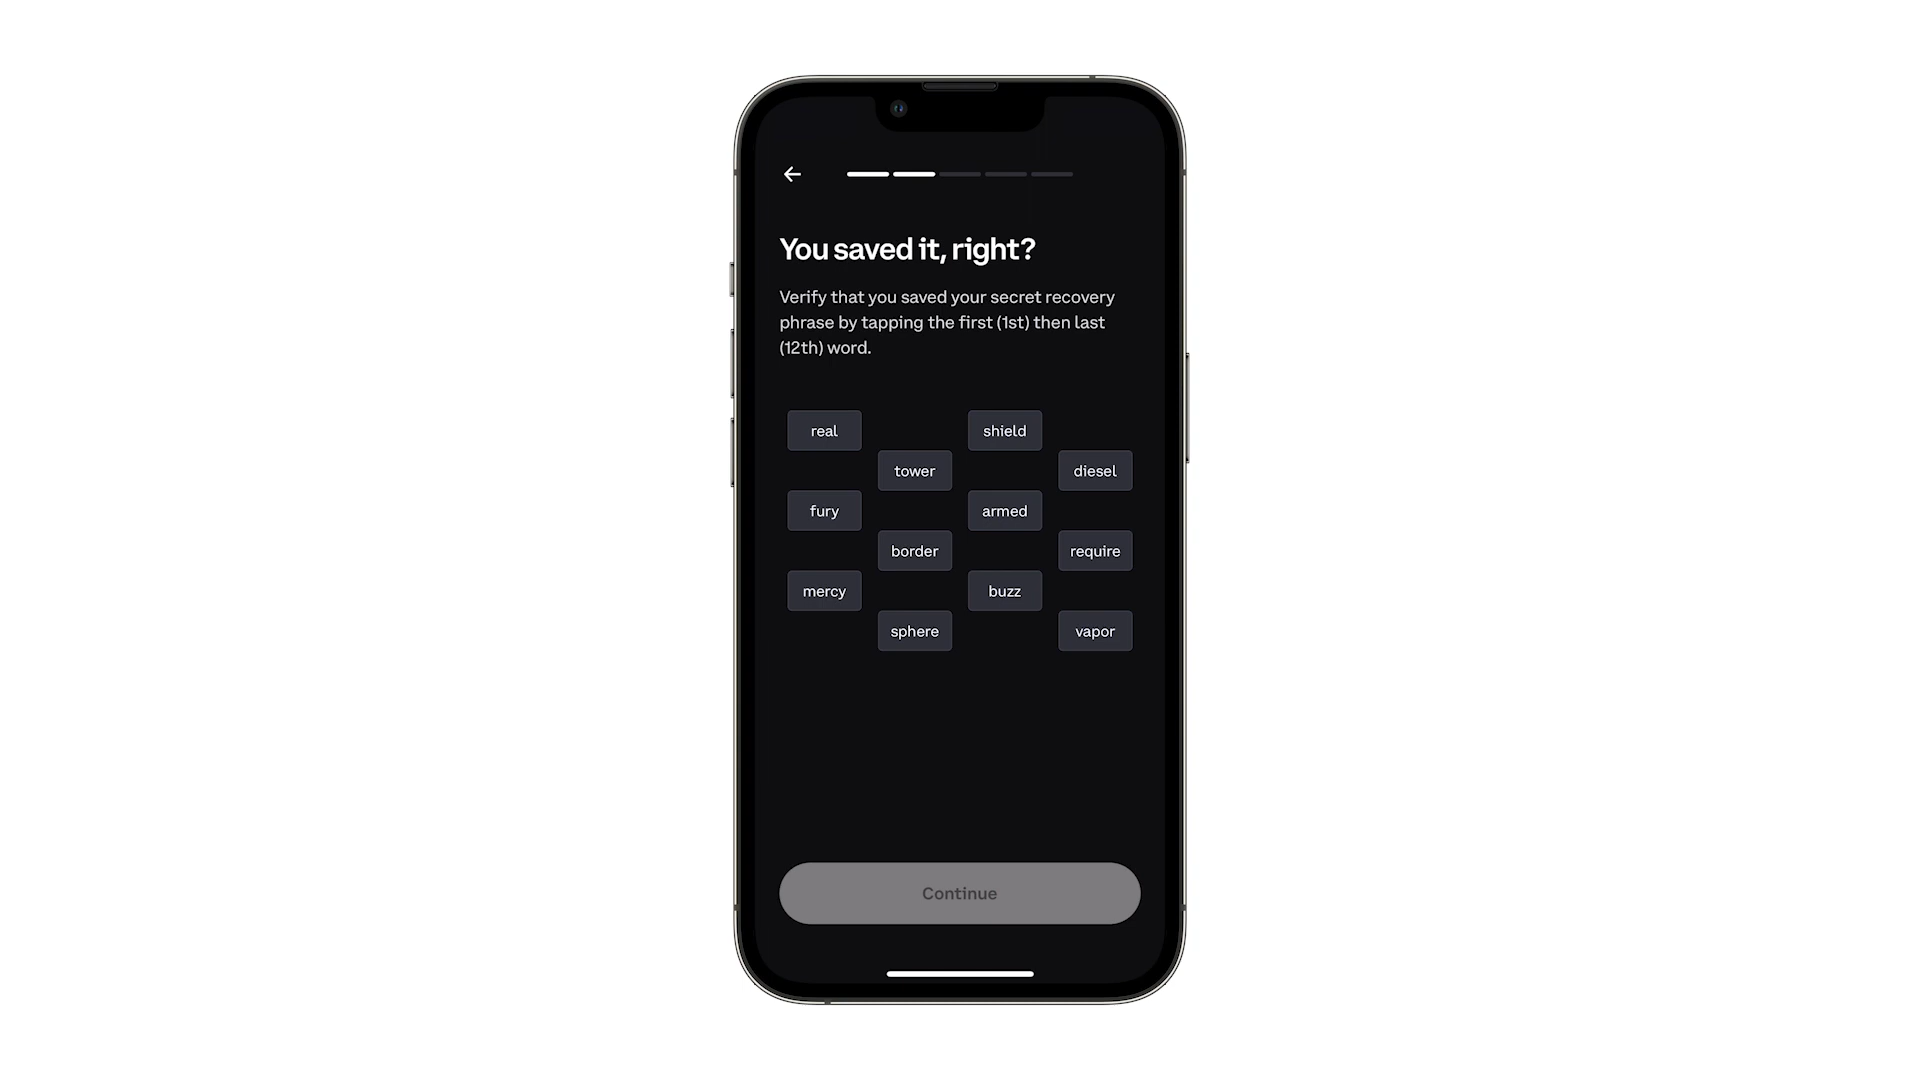 You saved it, right?
Verify that you saved your secret recovery
phrase by tapping the first (1st) then last
(12th) word.
real
shield
tower
diesel
fury
armed
border
require
mercy
buzz
sphere
vapor
Continue